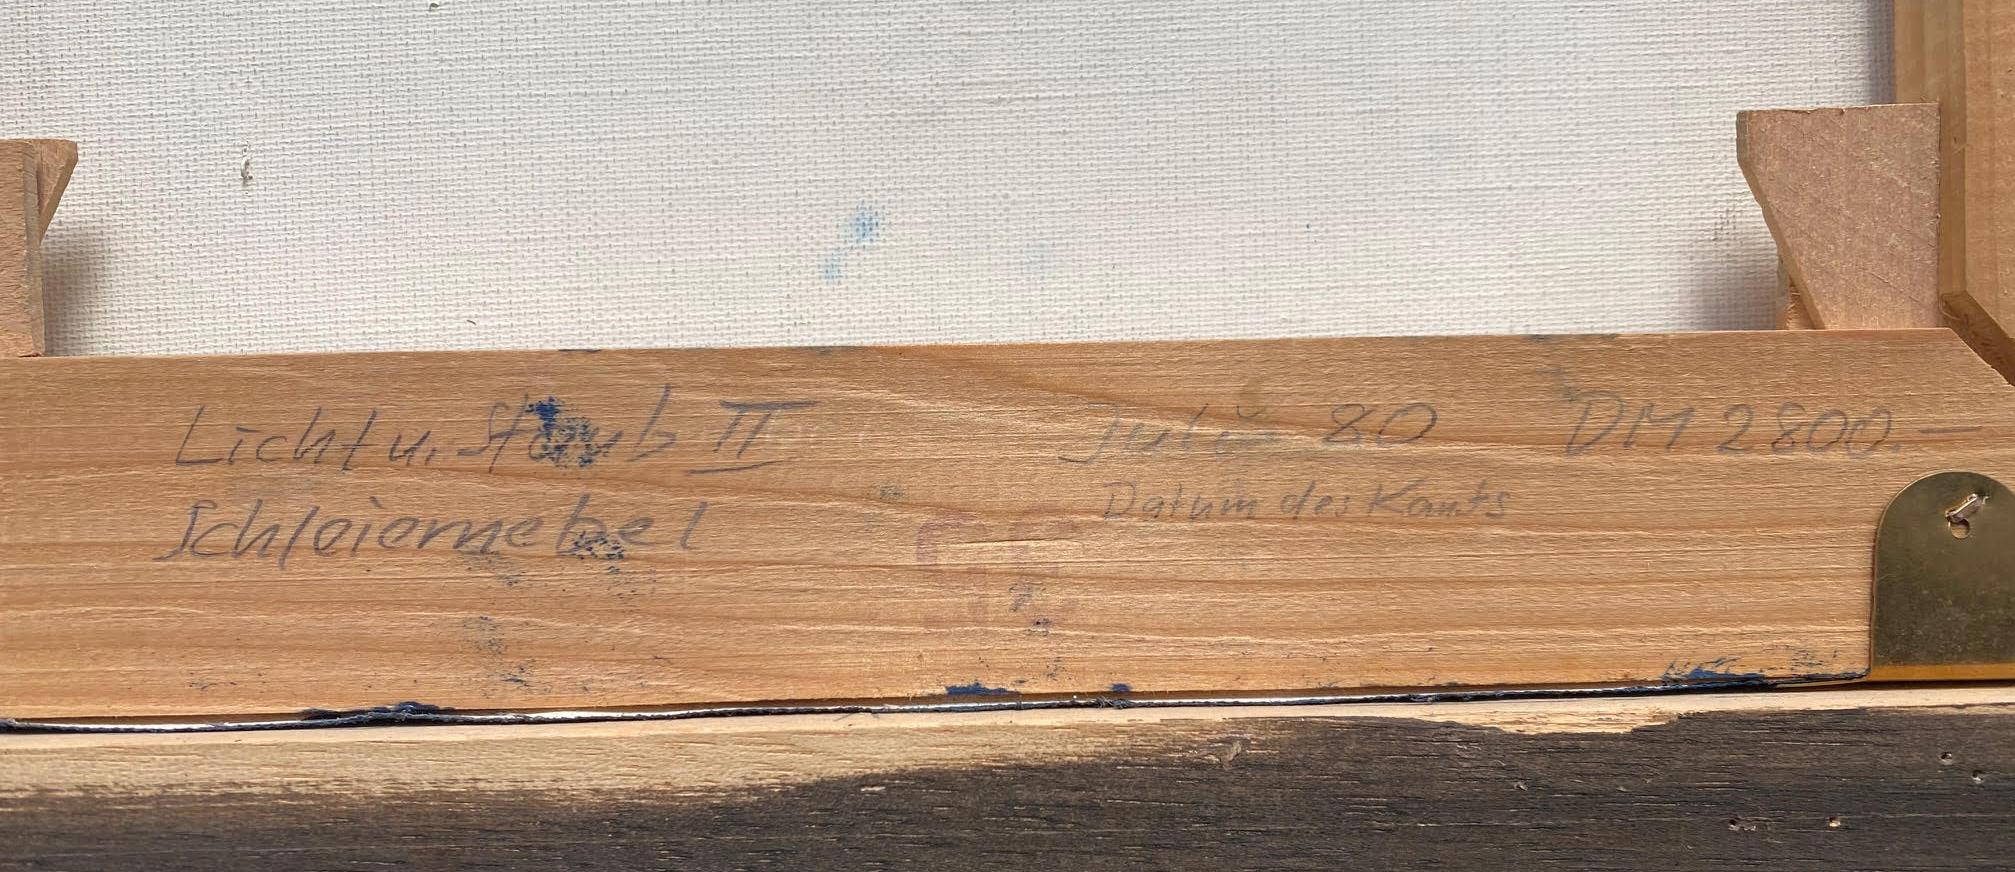 Licht u. Staub II
Schleiernebel
Juli 80 DM 2800.—
Datum des Kaufs